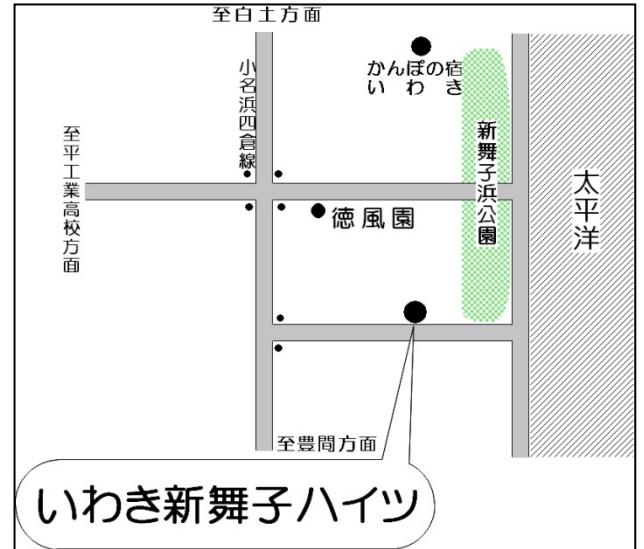 至白土方面
小名浜四倉線
かんぽの宿
いわき
至平工業高校方面
新舞子浜公園
太平洋
徳風園
至豊間方面
いわき新舞子ハイツ